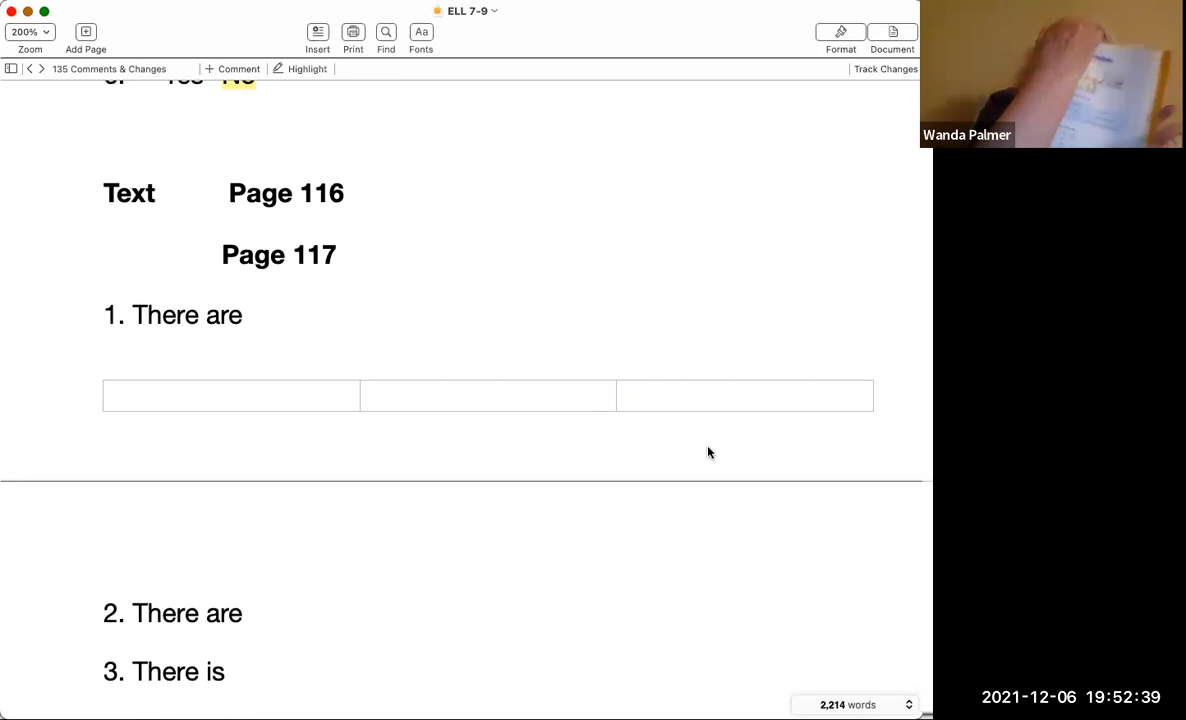 ELL 7-9
200%
Zoom
Add Page
Insert
Print
Find
Fonts
Format
Document
135 Comments & Changes
+ Comment
Highlight
Track Changes
Wanda Palmer
Text Page 116
Page 117
1. There are
2. There are
3. There is
2,214 words
2021-12-06 19:52:39